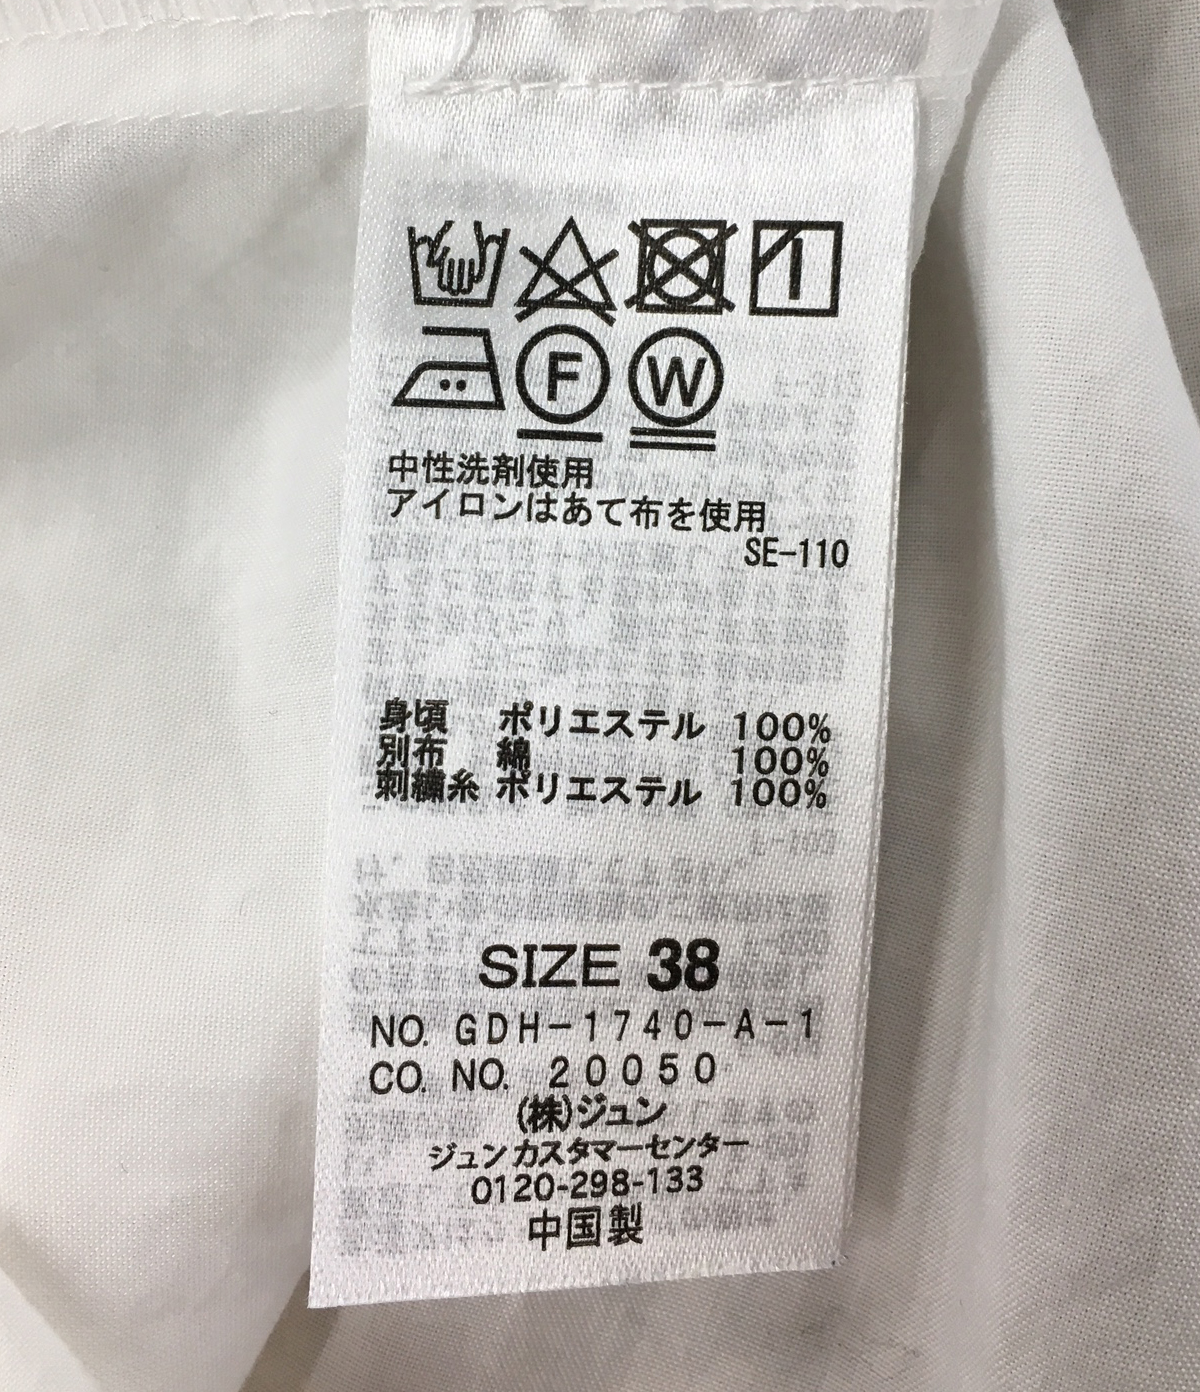 F W
中性洗剤使用
アイロンはあて布を使用
SE-110
身頃 ポリエステル 100%
別布 綿 100%
刺繍糸 ポリエステル 100%
SIZE 38
NO. GDH-1740-A-1
CO. NO. 20050
(株)ジュン
ジュンカスタマーセンター
0120-298-133
中国製